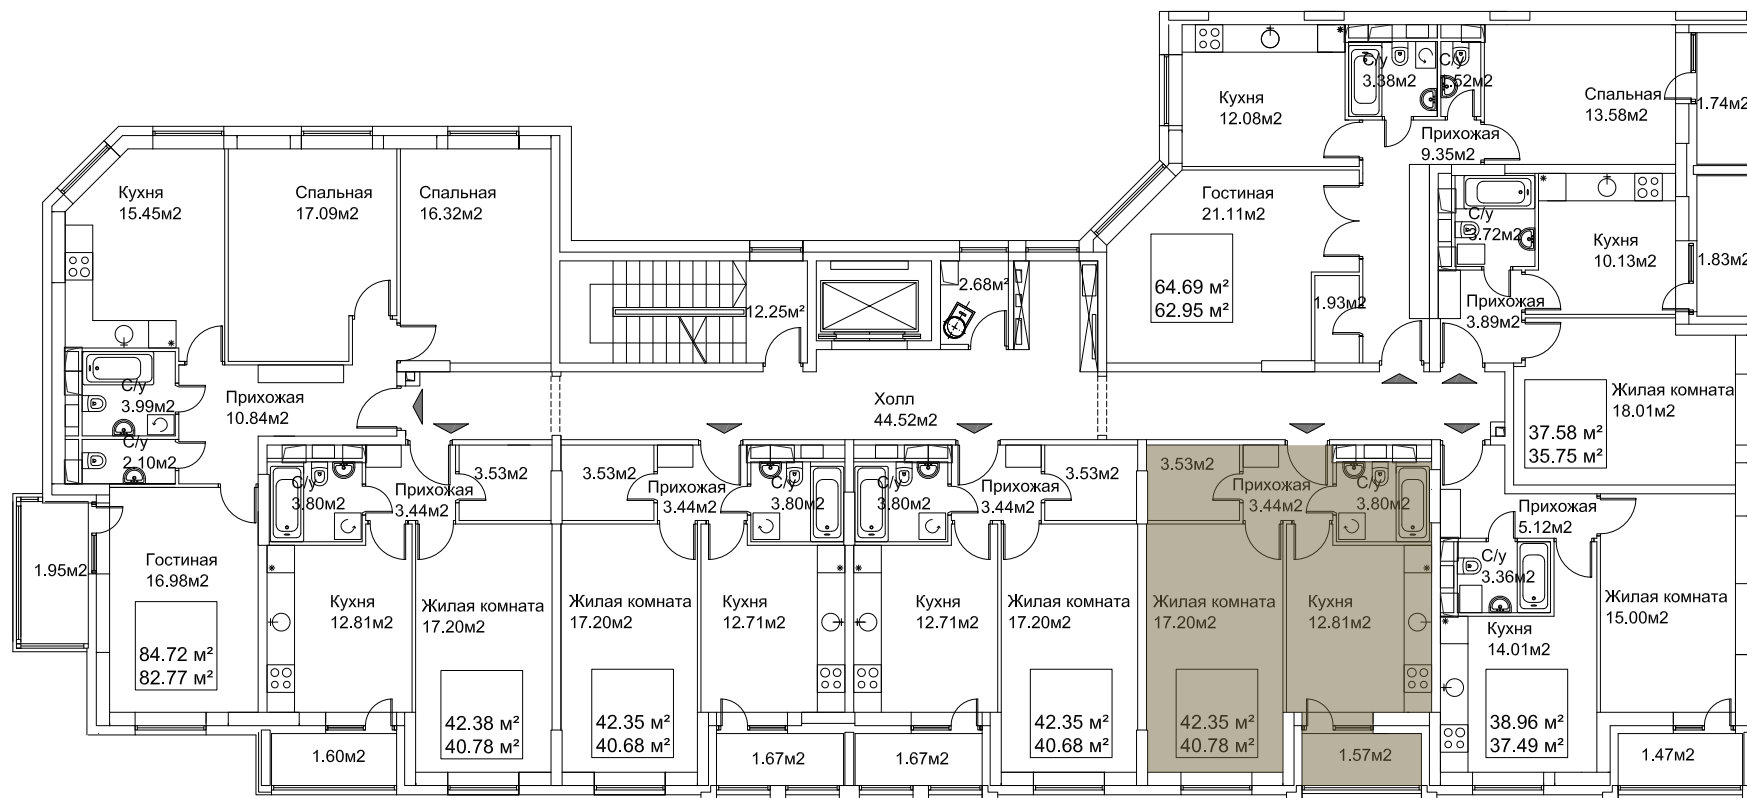 Кухня
15.45м2
Спальная
17.09м2
Спальная
16.32м2
С/у
3.99м2
С/у
2.10м2
Прихожая
10.84м2
Гостиная
16.98м2
1.95м2
84.72 м²
82.77 м²
12.25м²
2.68м²
Холл
44.52м2
Кухня
12.08м2
С/у
3.38м2
С/у
.52м2
Спальная
13.58м2
1.74м2
Прихожая
9.35м2
Гостиная
21.11м2
64.69 м²
62.95 м²
1.93м2
С/у
3.72м2
Кухня
10.13м2
1.83м2
Прихожая
3.89м2
Жилая комната
18.01м2
37.58 м²
35.75 м²
С/у
3.80м2
Прихожая
3.44м2
3.53м2
Кухня
12.81м2
Жилая комната
17.20м2
42.38 м²
40.78 м²
1.60м2
3.53м2
Прихожая
3.44м2
С/у
3.80м2
Жилая комната
17.20м2
Кухня
12.71м2
42.35 м²
40.68 м²
1.67м2
С/у
3.80м2
Прихожая
3.44м2
3.53м2
Кухня
12.71м2
Жилая комната
17.20м2
42.35 м²
40.68 м²
1.67м2
3.53м2
Прихожая
3.44м2
С/у
3.80м2
Жилая комната
17.20м2
Кухня
12.81м2
42.35 м²
40.78 м²
1.57м2
Прихожая
5.12м2
С/у
3.36м2
Кухня
14.01м2
Жилая комната
15.00м2
38.96 м²
37.49 м²
1.47м2